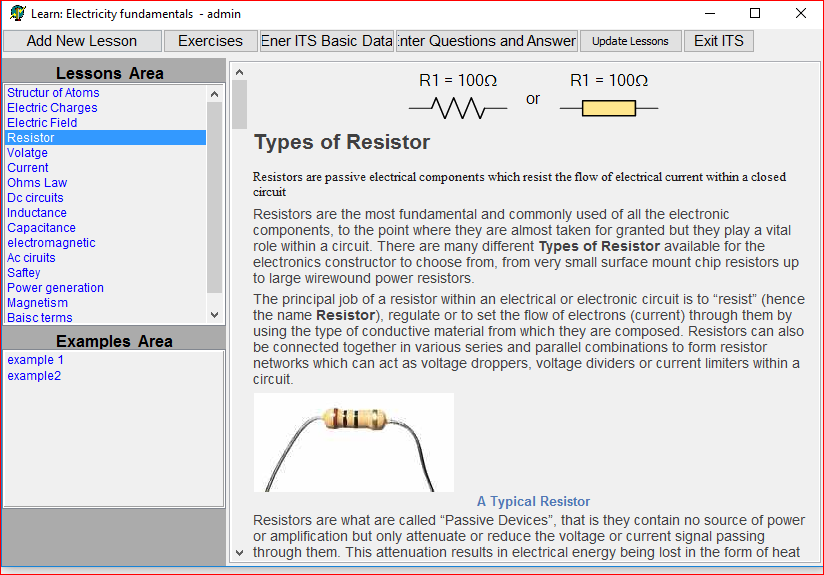 Learn: Electricity fundamentals - admin
Add New Lesson
Exercises
Ener ITS Basic Data
nter Questions and Answer
Update Lessons
Exit ITS
Lessons Area
Structur of Atoms
Electric Charges
Electric Field
Resistor
Volatge
Current
Ohms Law
Dc circuits
Inductance
Capacitance
electromagnetic
Ac ciruits
Saftey
Power generation
Magnetism
Baisc terms
Examples Area
example 1
example2
R1 = 100Ω or R1 = 100Ω
Types of Resistor
Resistors are passive electrical components which resist the flow of electrical current within a closed
circuit
Resistors are the most fundamental and commonly used of all the electronic
components, to the point where they are almost taken for granted but they play a vital
role within a circuit. There are many different Types of Resistor available for the
electronics constructor to choose from, from very small surface mount chip resistors up
to large wirewound power resistors.
The principal job of a resistor within an electrical or electronic circuit is to “resist” (hence
the name Resistor), regulate or to set the flow of electrons (current) through them by
using the type of conductive material from which they are composed. Resistors can also
be connected together in various series and parallel combinations to form resistor
networks which can act as voltage droppers, voltage dividers or current limiters within a
circuit.
A Typical Resistor
Resistors are what are called “Passive Devices”, that is they contain no source of power
or amplification but only attenuate or reduce the voltage or current signal passing
through them. This attenuation results in electrical energy being lost in the form of heat